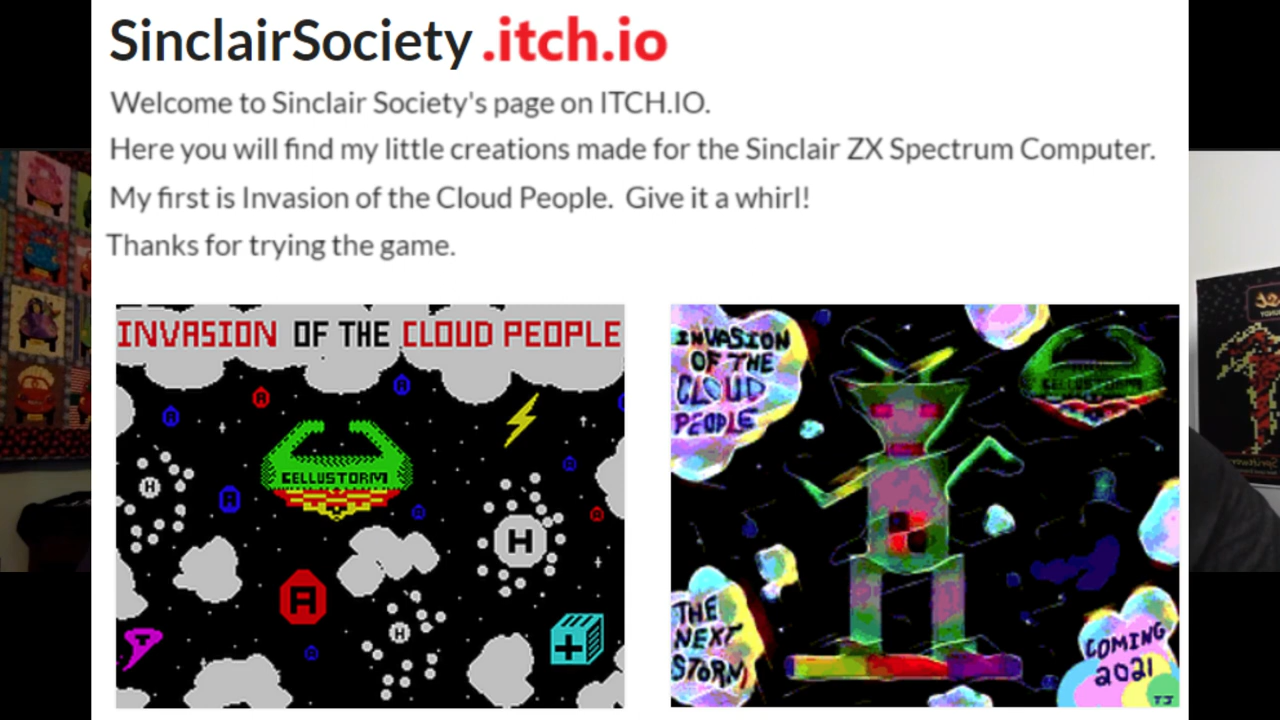 SinclairSociety .itch.io
Welcome to Sinclair Society's page on ITCH.IO.
Here you will find my little creations made for the Sinclair ZX Spectrum Computer.
My first is Invasion of the Cloud People. Give it a whirl!
Thanks for trying the game.
INVASION OF THE CLOUD PEOPLE
A
A
A
A
CELLUSTORM
H
A
A
A
A
H
A
H
A
T
+
INVASION
OF THE
CLOUD
PEOPLE
CELLUSTORM
THE
NEXT
STORM
COMING
2021
TJ